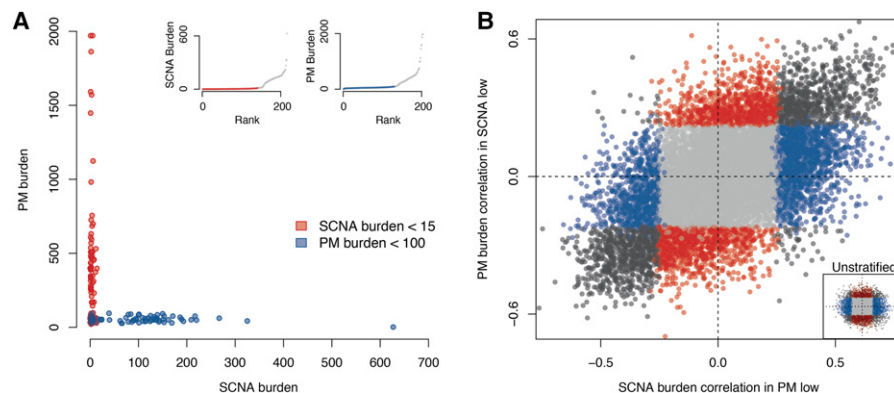 A
2000
1500
1000
500
0
PM burden
0 100 200 300 400 500 600 700
SCNA burden
SCNA Burden
600
0
0 200
Rank
PM Burden
2000
0
0 200
Rank
SCNA burden < 15
PM burden < 100
B
0.6
0.0
−0.6
PM burden correlation in SCNA low
−0.5 0.0 0.5
SCNA burden correlation in PM low
Unstratified